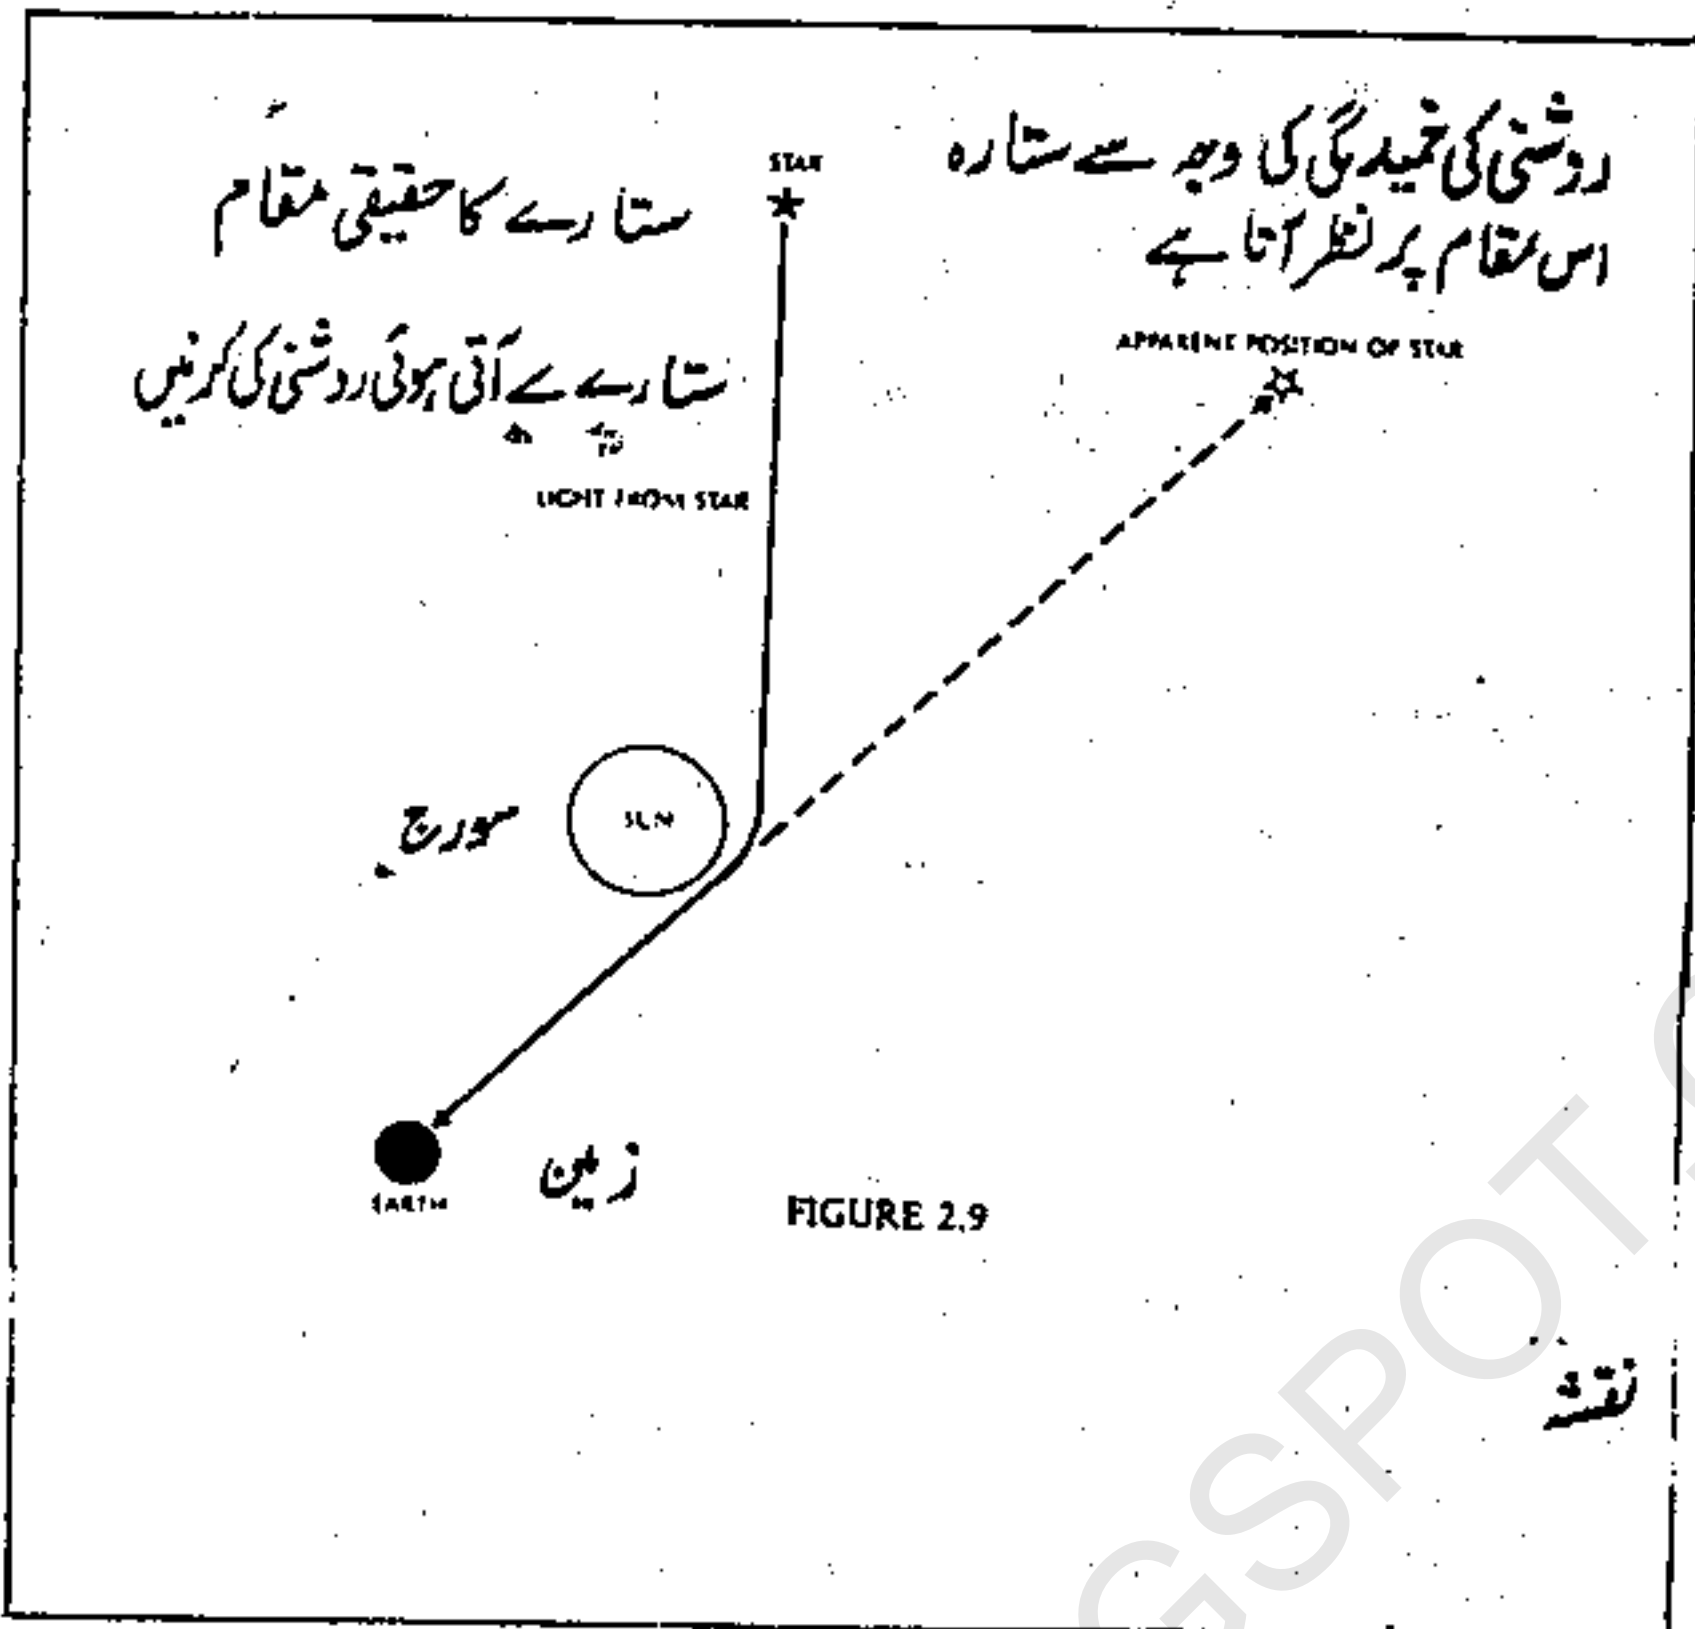 روشنی کی خمیدگی کی وجہ سے ستارہ
اس مقام پر نظر آتا ہے
APPARENT POSITION OF STAR
STAR
ستارے کا حقیقی مقام
ستارے سے آتی ہوئی روشنی کی کرنیں
LIGHT FROM STAR
سورج
SUN
زمین
EARTH
FIGURE 2.9
نقشہ
GSPOT